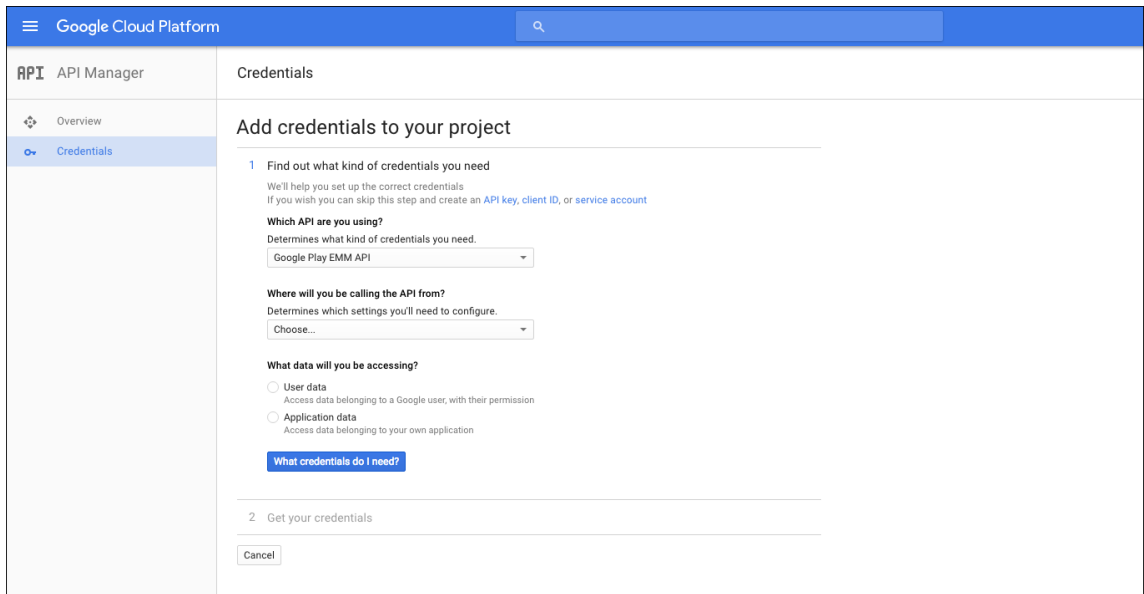 Google Cloud Platform
API API Manager
Credentials
Overview
Credentials
Add credentials to your project
1 Find out what kind of credentials you need
We'll help you set up the correct credentials
If you wish you can skip this step and create an API key, client ID, or service account
Which API are you using?
Determines what kind of credentials you need.
Google Play EMM API
Where will you be calling the API from?
Determines which settings you'll need to configure.
Choose...
What data will you be accessing?
User data
Access data belonging to a Google user, with their permission
Application data
Access data belonging to your own application
What credentials do I need?
2 Get your credentials
Cancel